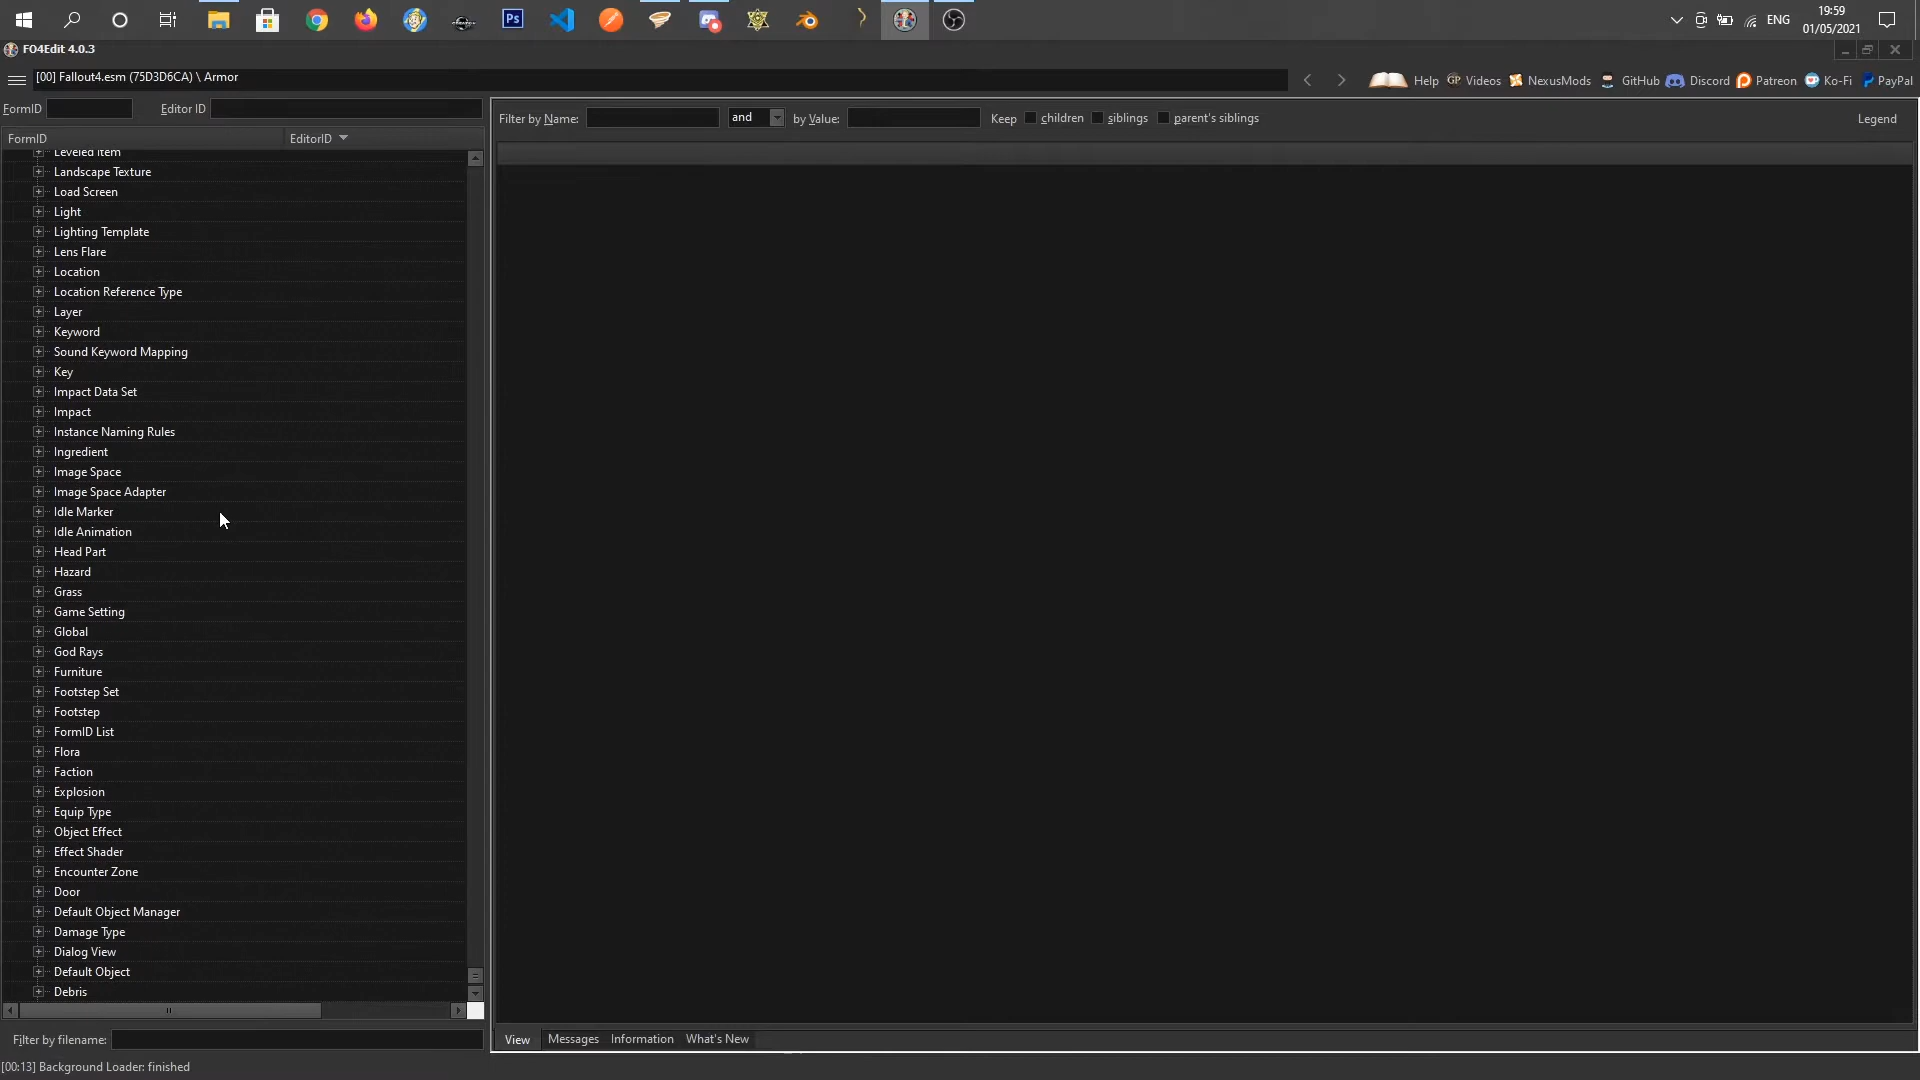 Ps
ENG
19:59
01/05/2021
FO4Edit 4.0.3
[00] Fallout4.esm (75D3D6CA) \ Armor
Help
GP Videos
NexusMods
GitHub
Discord
Patreon
Ko-Fi
PayPal
FormID
Editor ID
Filter by Name:
and
by Value:
Keep
children
siblings
parent's siblings
Legend
FormID
EditorID
Leveled Item
Landscape Texture
Load Screen
Light
Lighting Template
Lens Flare
Location
Location Reference Type
Layer
Keyword
Sound Keyword Mapping
Key
Impact Data Set
Impact
Instance Naming Rules
Ingredient
Image Space
Image Space Adapter
Idle Marker
Idle Animation
Head Part
Hazard
Grass
Game Setting
Global
God Rays
Furniture
Footstep Set
Footstep
FormID List
Flora
Faction
Explosion
Equip Type
Object Effect
Effect Shader
Encounter Zone
Door
Default Object Manager
Damage Type
Dialog View
Default Object
Debris
Filter by filename:
View
Messages
Information
What's New
[00:13] Background Loader: finished